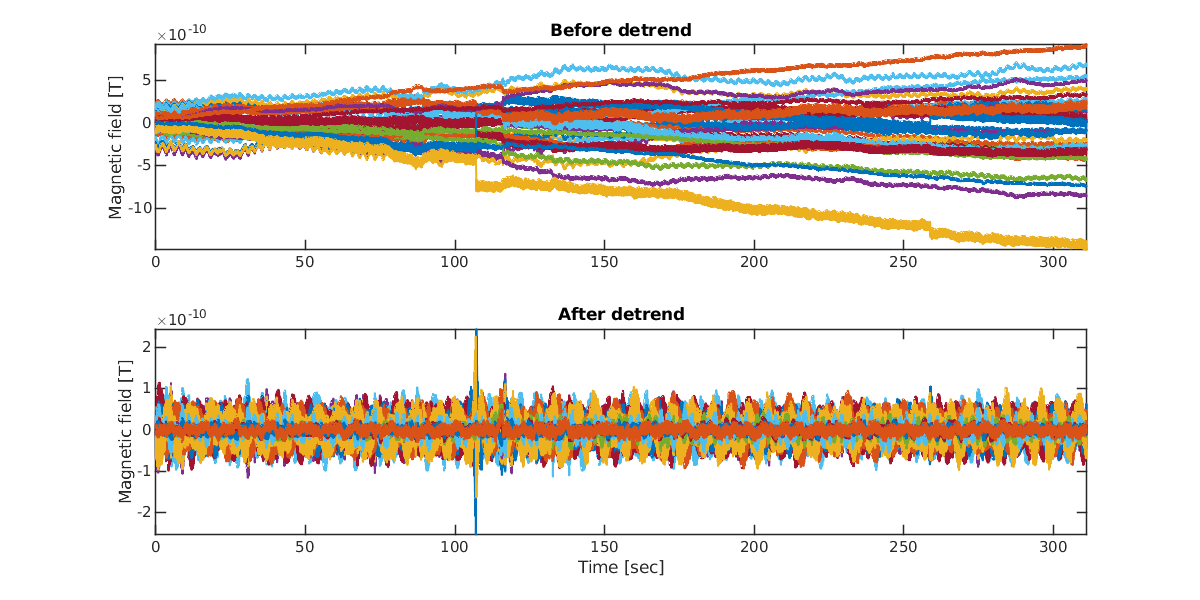 Before detrend
×10⁻¹⁰
Magnetic field [T]
5
0
-5
-10
0 50 100 150 200 250 300
After detrend
×10⁻¹⁰
Magnetic field [T]
2
1
0
-1
-2
0 50 100 150 200 250 300
Time [sec]